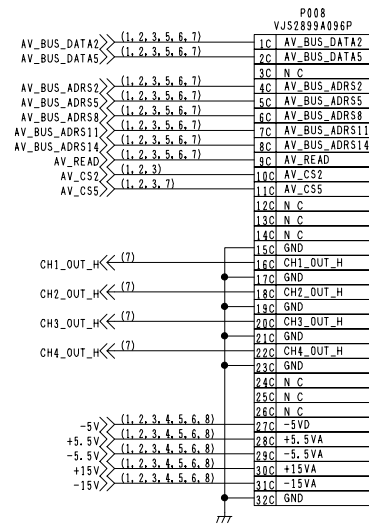 P008
VJS2899A096P
AV_BUS_DATA2 (1, 2, 3, 5, 6, 7) 1C AV_BUS_DATA2
AV_BUS_DATA5 (1, 2, 3, 5, 6, 7) 2C AV_BUS_DATA5
3C N C
AV_BUS_ADRS2 (1, 2, 3, 5, 6, 7) 4C AV_BUS_ADRS2
AV_BUS_ADRS5 (1, 2, 3, 5, 6, 7) 5C AV_BUS_ADRS5
AV_BUS_ADRS8 (1, 2, 3, 5, 6, 7) 6C AV_BUS_ADRS8
AV_BUS_ADRS11 (1, 2, 3, 5, 6, 7) 7C AV_BUS_ADRS11
AV_BUS_ADRS14 (1, 2, 3, 5, 6, 7) 8C AV_BUS_ADRS14
AV_READ (1, 2, 3, 5, 6, 7) 9C AV_READ
AV_CS2 (1, 2, 3) 10C AV_CS2
AV_CS5 (1, 2, 3, 7) 11C AV_CS5
12C N C
13C N C
14C N C
15C GND
CH1_OUT_H (7) 16C CH1_OUT_H
17C GND
CH2_OUT_H (7) 18C CH2_OUT_H
19C GND
CH3_OUT_H (7) 20C CH3_OUT_H
21C GND
CH4_OUT_H (7) 22C CH4_OUT_H
23C GND
24C N C
25C N C
26C N C
-5V (1, 2, 3, 4, 5, 6, 8) 27C -5VD
+5.5V (1, 2, 3, 4, 5, 6, 8) 28C +5.5VA
-5.5V (1, 2, 3, 4, 5, 6, 8) 29C -5.5VA
+15V (1, 2, 3, 4, 5, 6, 8) 30C +15VA
-15V (1, 2, 3, 4, 5, 6, 8) 31C -15VA
32C GND